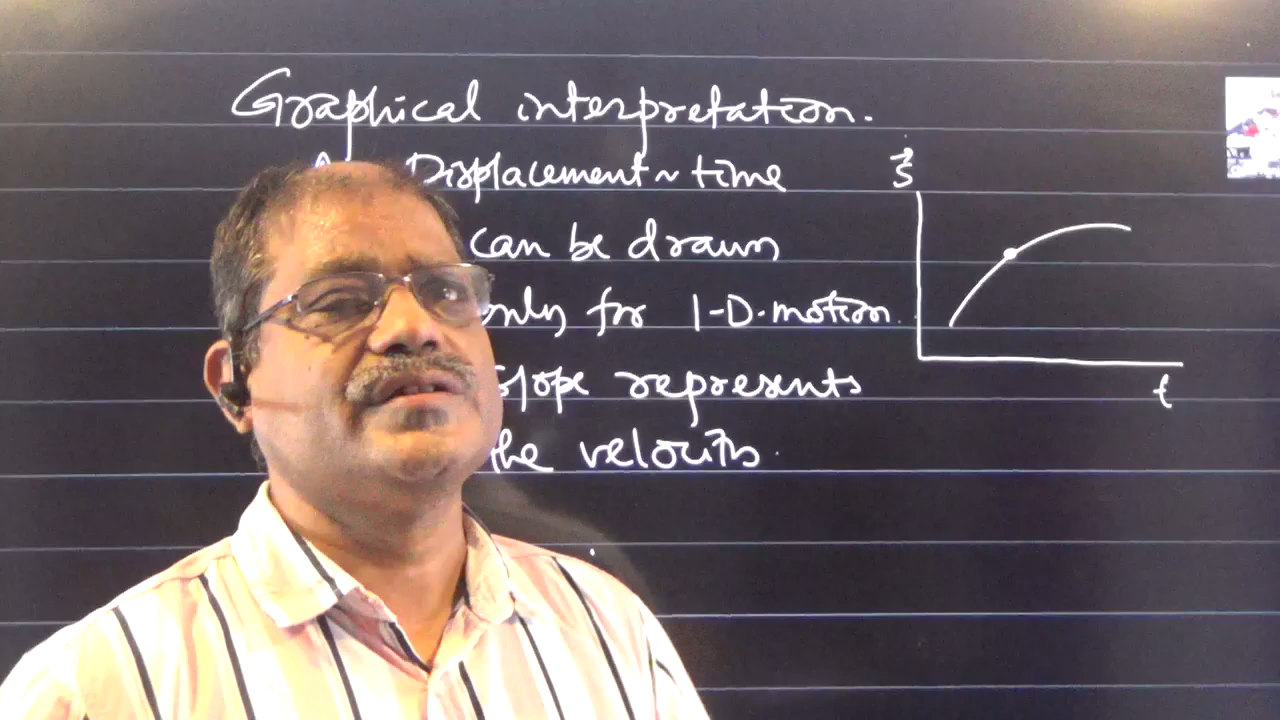 Graphical interpretation.
Displacement ~ time
can be drawn
only for 1-D-motion.
slope represents
the velocity.
s⃗
t